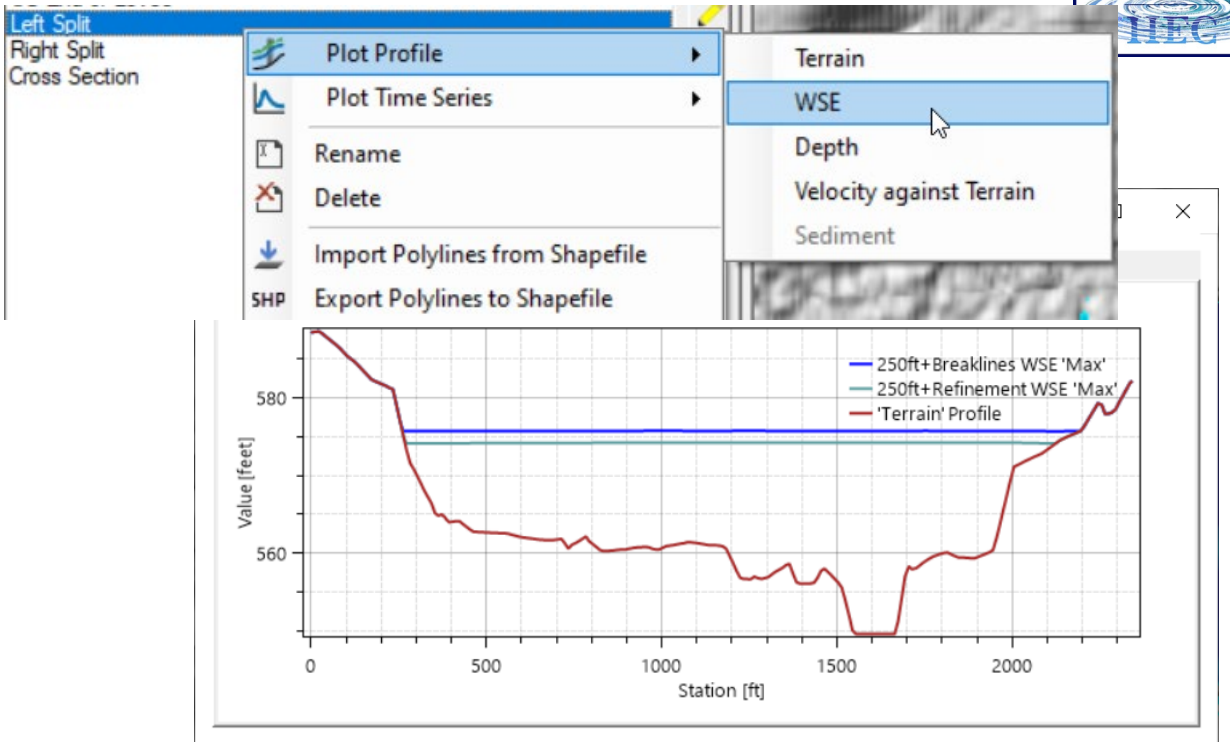 Left Split
Right Split
Cross Section
Plot Profile
Plot Time Series
Rename
Delete
Import Polylines from Shapefile
SHP Export Polylines to Shapefile
Terrain
WSE
Depth
Velocity against Terrain
Sediment
HEC
250ft+Breaklines WSE 'Max'
250ft+Refinement WSE 'Max'
'Terrain' Profile
Value [feet]
580
560
0 500 1000 1500 2000
Station [ft]